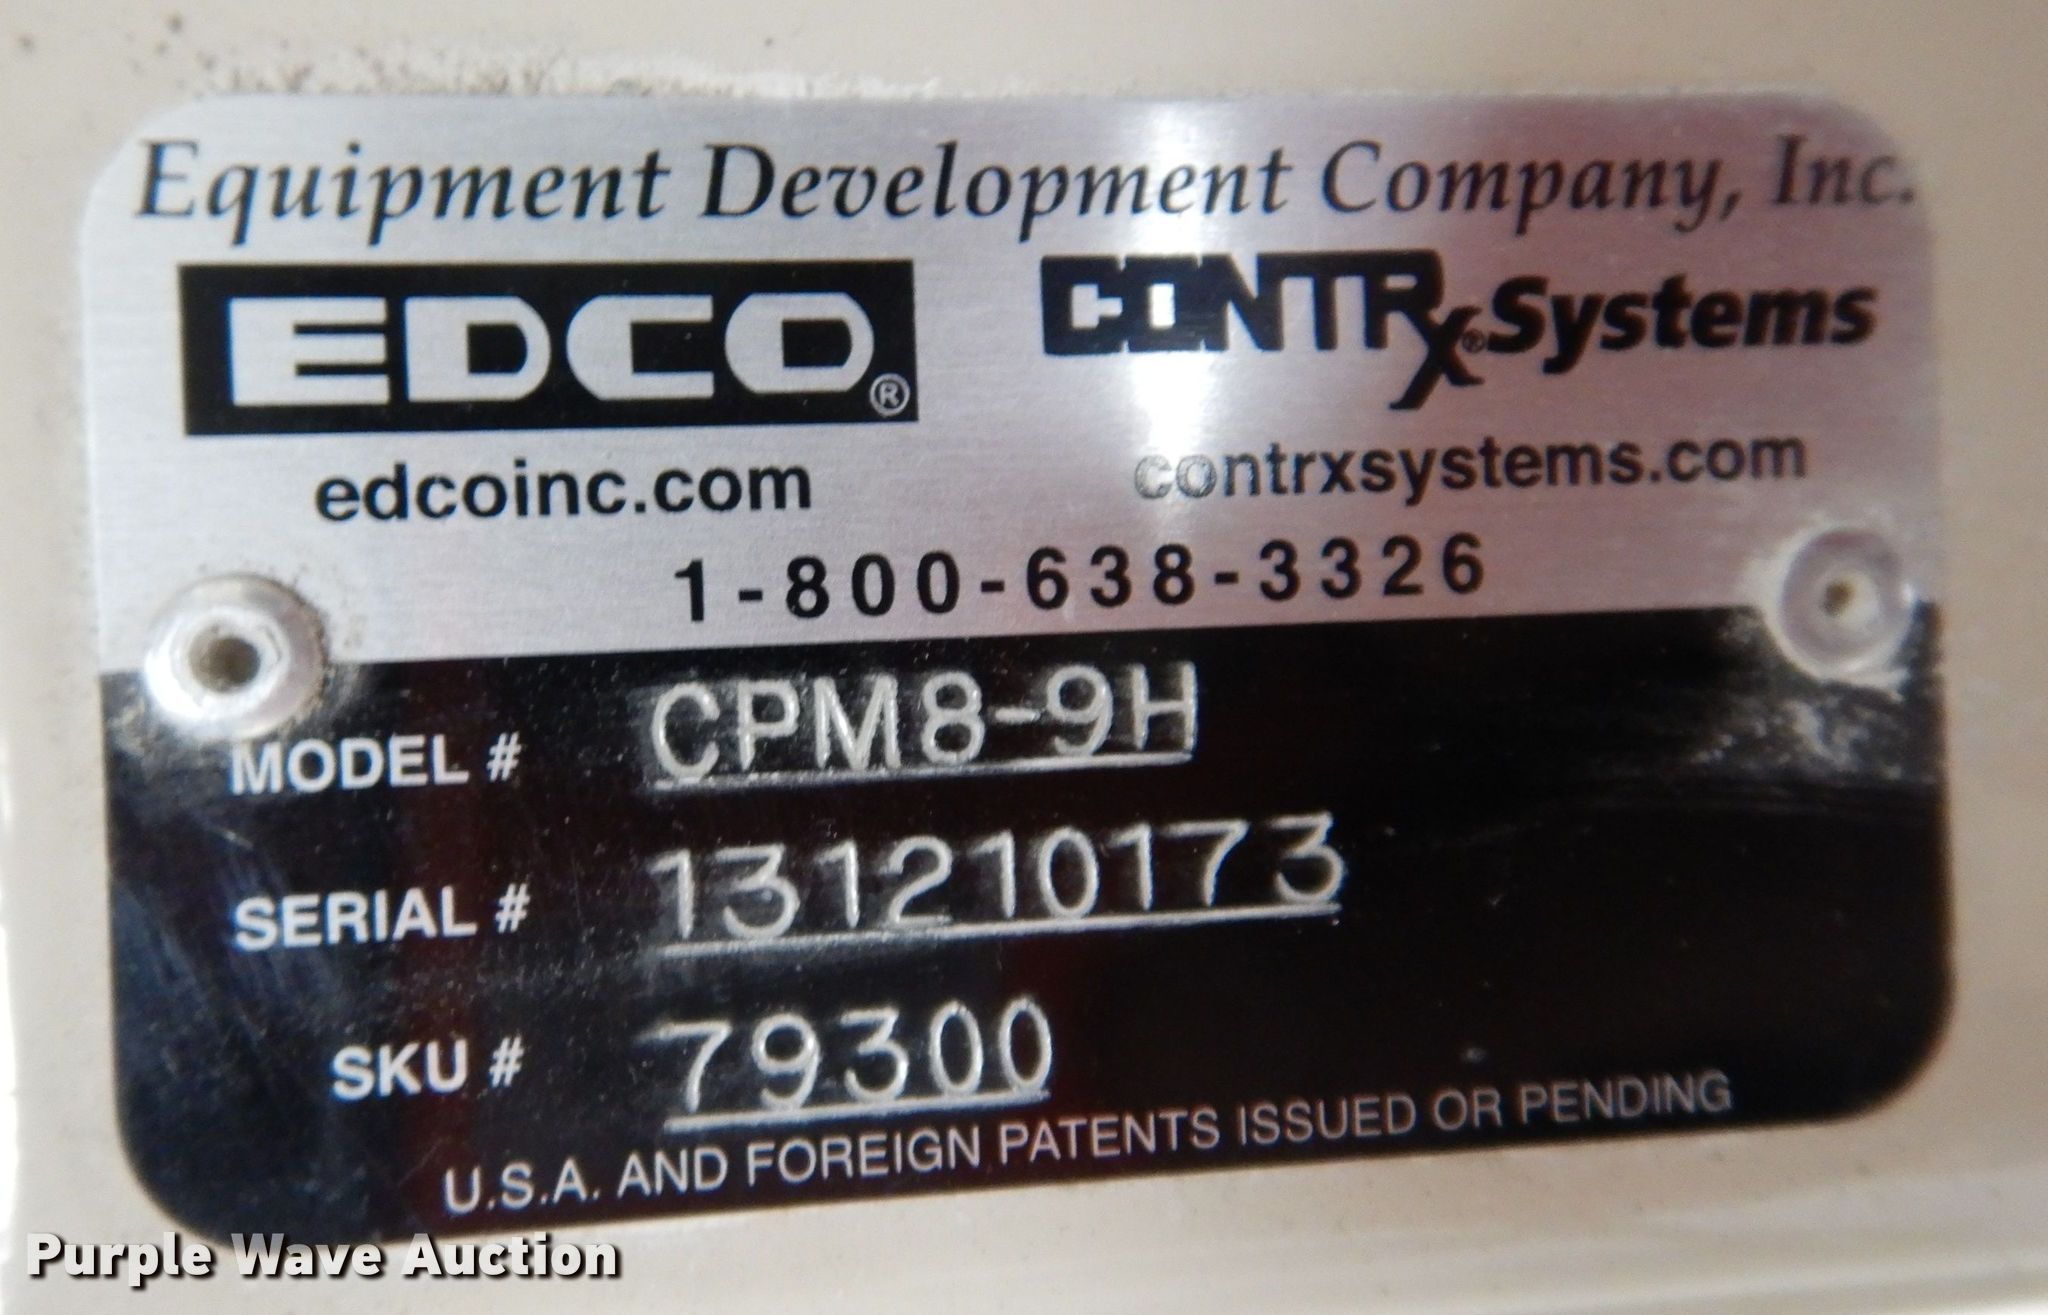 Equipment Development Company, Inc.
EDCO® CONTRx® Systems
edcoinc.com contrxsystems.com
1-800-638-3326
MODEL # CPM8-9H
SERIAL # 131210173
SKU # 79300
U.S.A. AND FOREIGN PATENTS ISSUED OR PENDING
Purple Wave Auction